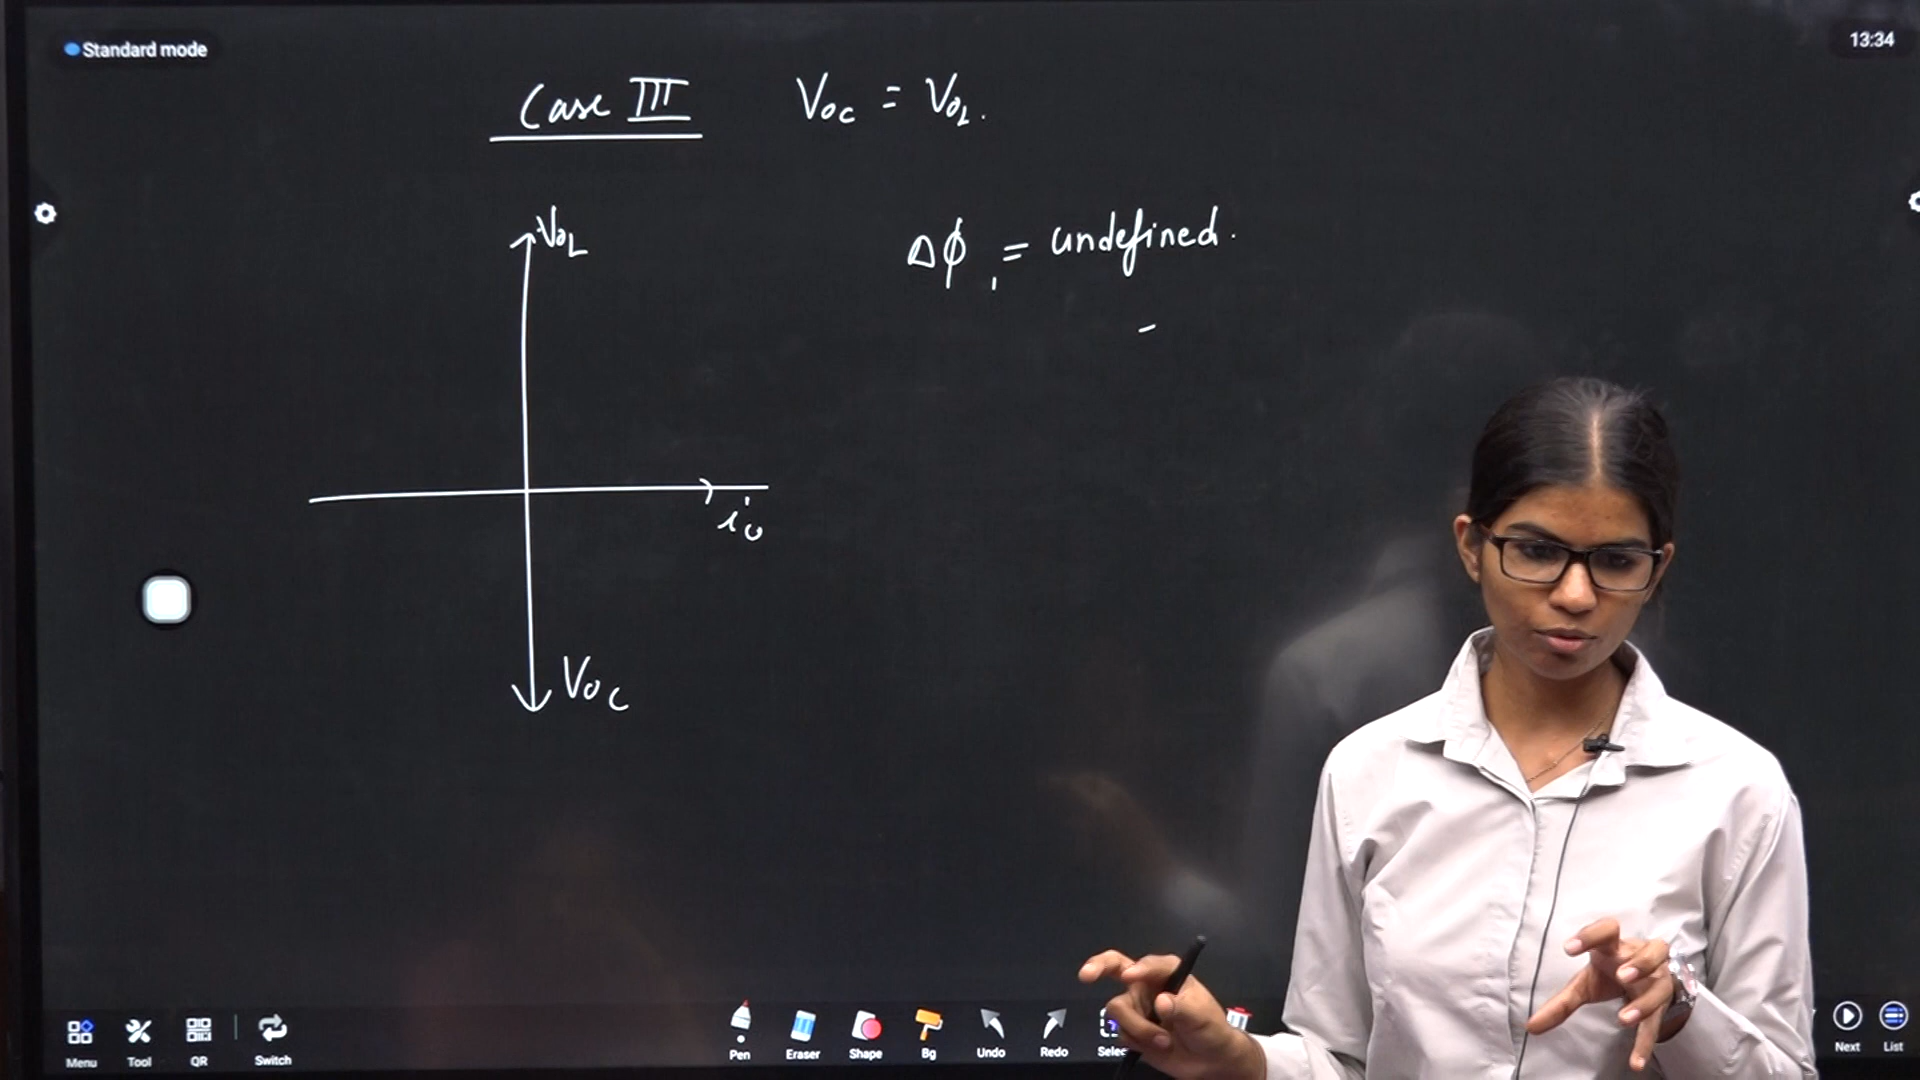 Standard mode
13:34
Case III V₀c = V₀L.
V₀L
Δϕ, = undefined.
-
i₀
V₀c
Menu Tool QR Switch Pen Eraser Shape Bg Undo Redo Selec Next List